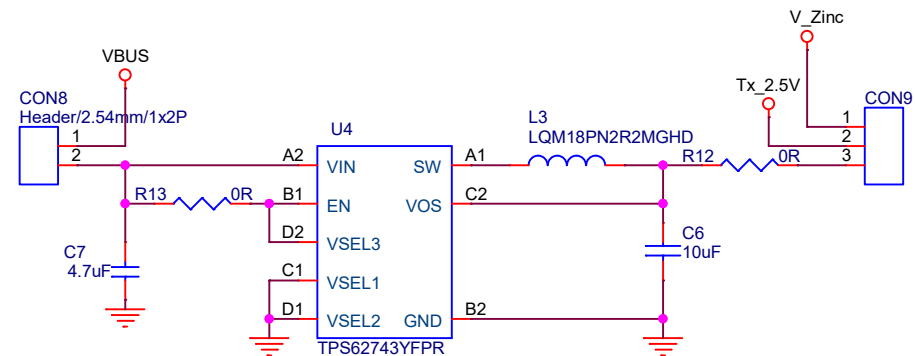 V_Zinc
VBUS
Tx_2.5V
CON8
Header/2.54mm/1x2P
CON9
1
2
U4
L3
LQM18PN2R2MGHD
1
2
3
A2
VIN
SW
A1
R12
0R
R13
0R
B1
EN
VOS
C2
D2
VSEL3
C7
4.7uF
C6
10uF
C1
VSEL1
D1
VSEL2
GND
B2
TPS62743YFPR